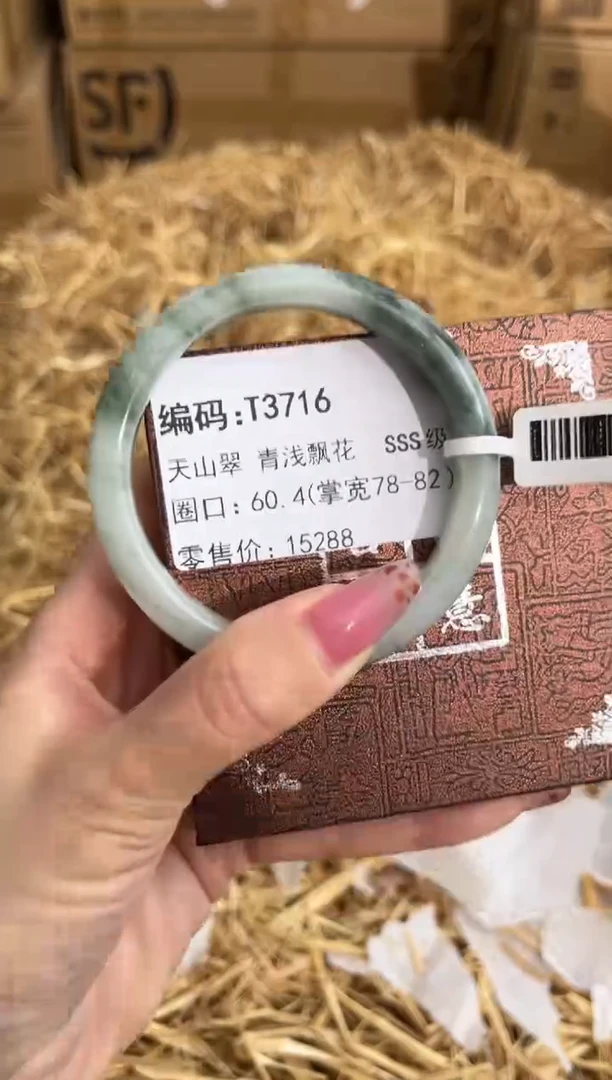 SF
编码:T3716
天山翠 青浅飘花 SSS级
圈口: 60.4(掌宽78-82)
零售价: 15288
意